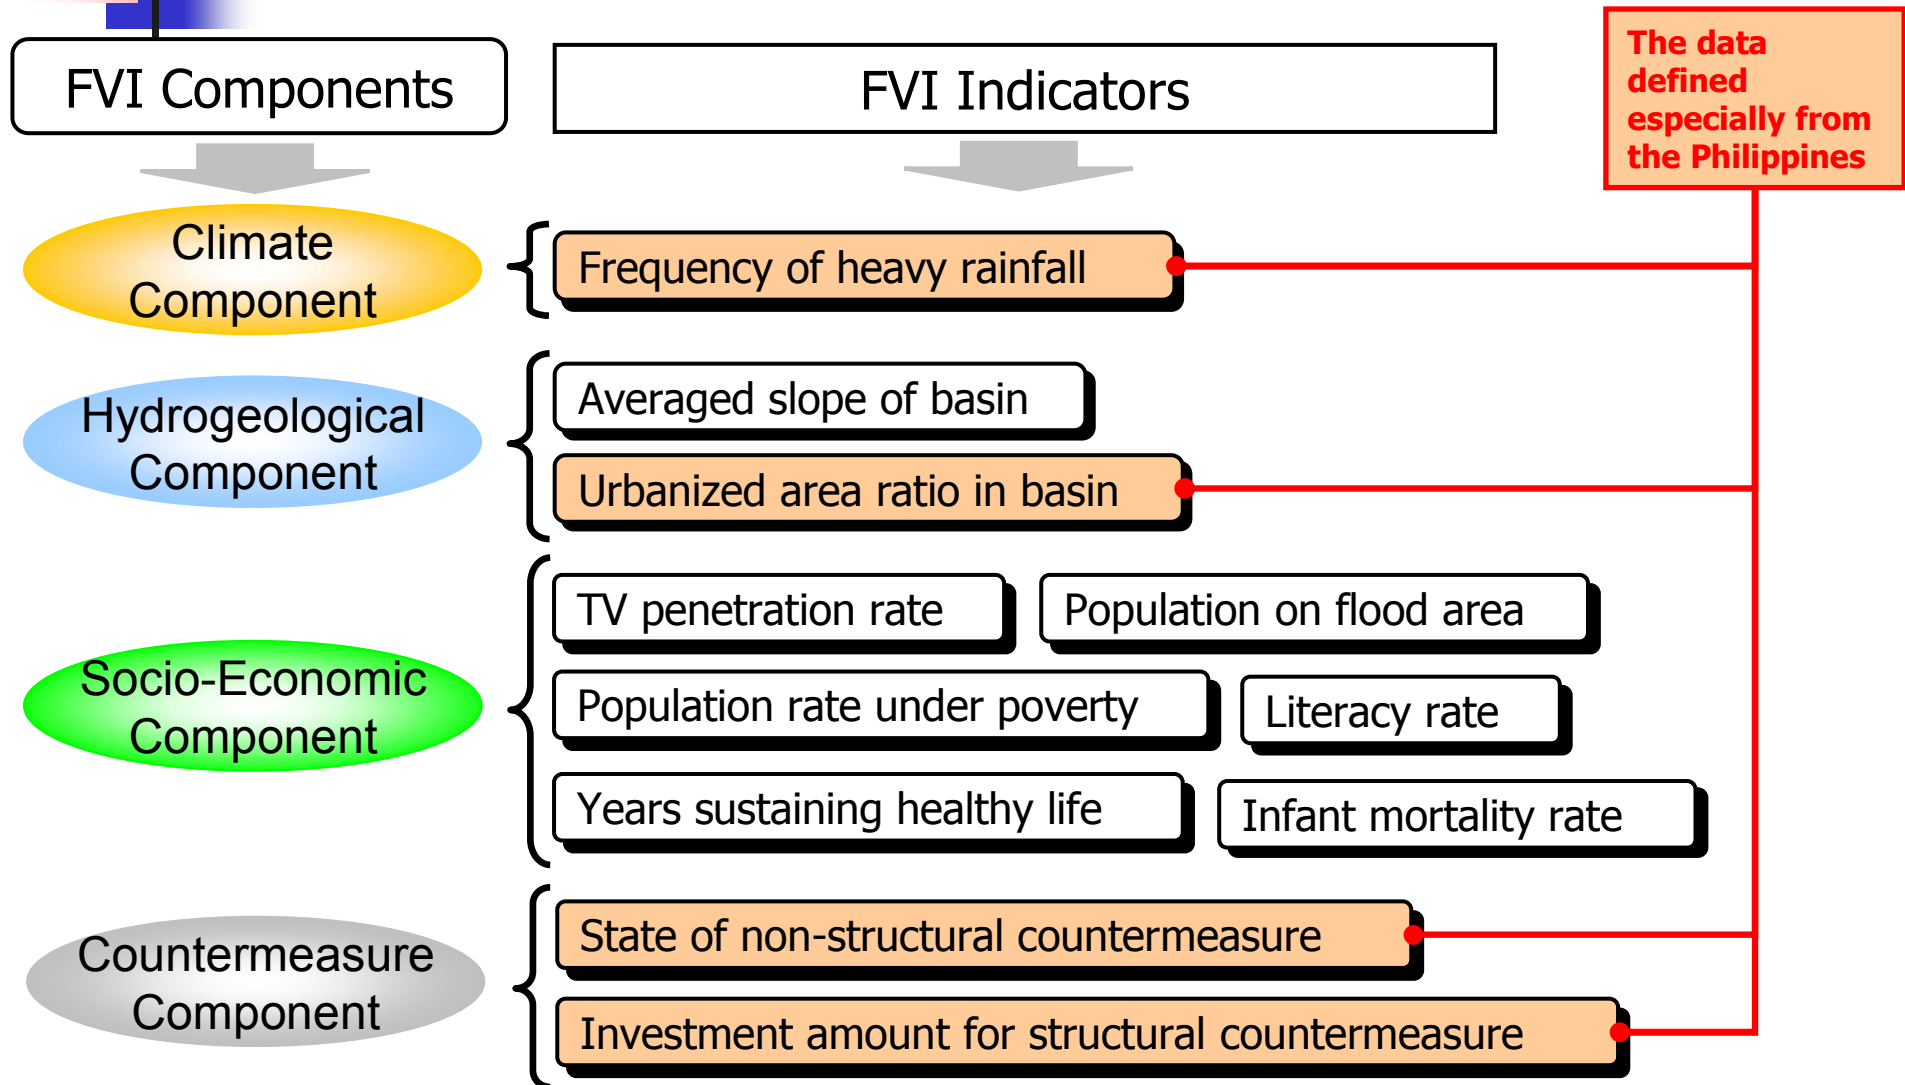 FVI Components
FVI Indicators
The data
defined
especially from
the Philippines
Climate
Component
Frequency of heavy rainfall
Hydrogeological
Component
Averaged slope of basin
Urbanized area ratio in basin
Socio-Economic
Component
TV penetration rate
Population on flood area
Population rate under poverty
Literacy rate
Years sustaining healthy life
Infant mortality rate
Countermeasure
Component
State of non-structural countermeasure
Investment amount for structural countermeasure